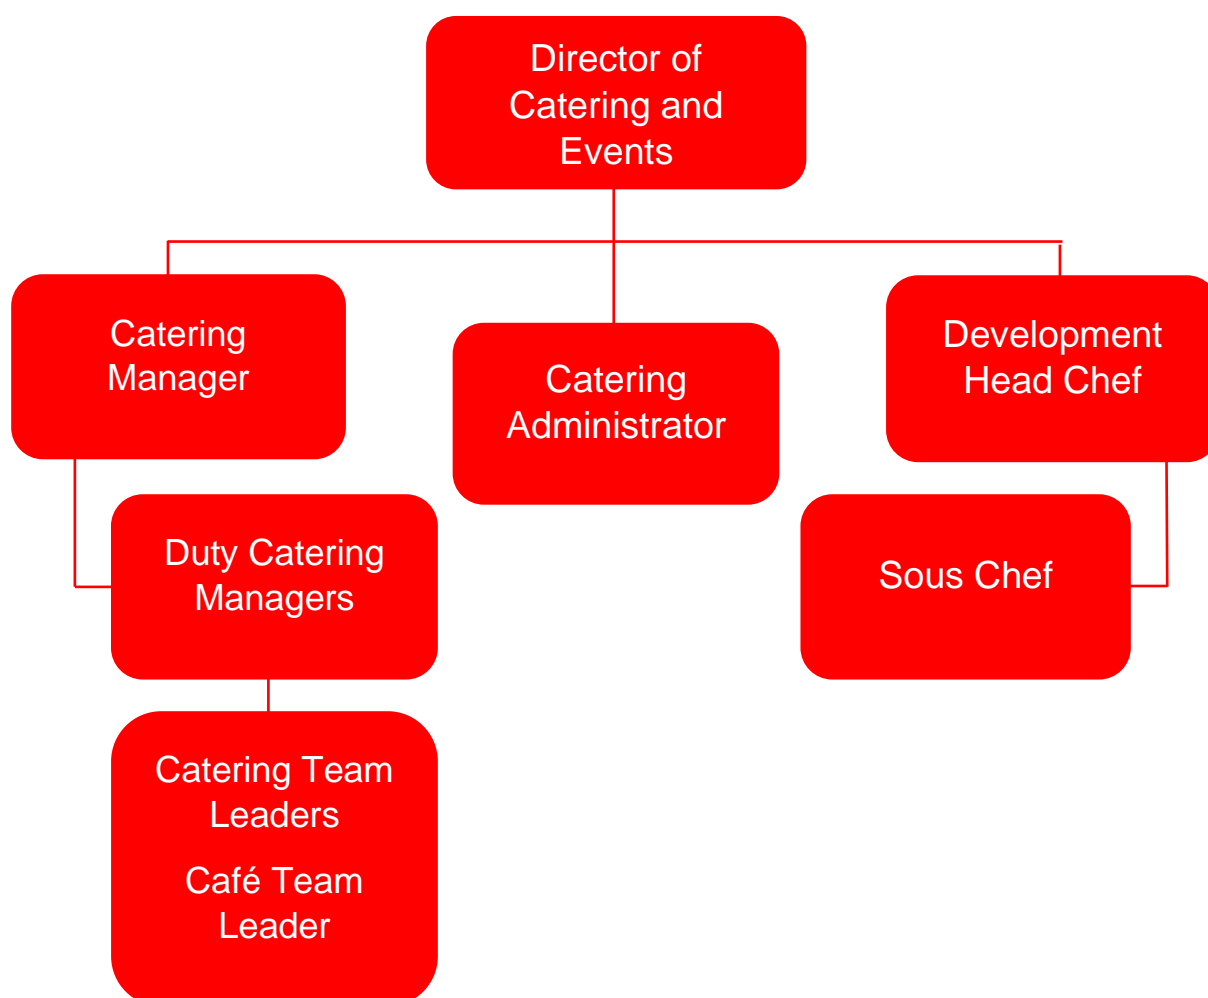 Director of
Catering and
Events
Catering
Manager
Catering
Administrator
Development
Head Chef
Duty Catering
Managers
Sous Chef
Catering Team
Leaders
Café Team
Leader